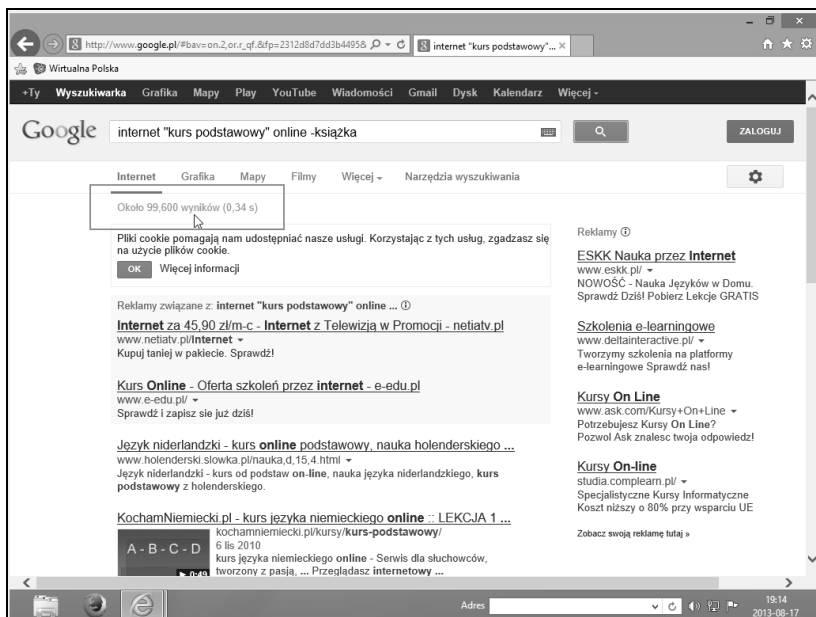 http://www.google.pl/#bav=on.2,or.r_qf.&fp=2312d8d7dd3b4495&
internet "kurs podstawowy"...
Wirtualna Polska
+Ty Wyszukiwarka Grafika Mapy Play YouTube Wiadomości Gmail Dysk Kalendarz Więcej
Google
internet "kurs podstawowy" online -książka
ZALOGUJ
Internet Grafika Mapy Filmy Więcej Narzędzia wyszukiwania
Około 99,600 wyników (0,34 s)
Pliki cookie pomagają nam udostępniać nasze usługi. Korzystając z tych usług, zgadzasz się
na użycie plików cookie.
OK Więcej informacji
Reklamy związane z: internet "kurs podstawowy" online ...
Internet za 45,90 zł/m-c - Internet z Telewizją w Promocji - netiatv.pl
www.netiatv.pl/Internet
Kupuj taniej w pakiecie. Sprawdź!
Kurs Online - Oferta szkoleń przez internet - e-edu.pl
www.e-edu.pl/
Sprawdź i zapisz sie już dziś!
Język niderlandzki - kurs online podstawowy, nauka holenderskiego ...
www.holenderski.slowka.pl/nauka,d,15,4.html
Język niderlandzki - kurs od podstaw on-line, nauka języka niderlandzkiego, kurs
podstawowy z holenderskiego.
KochamNiemiecki.pl - kurs języka niemieckiego online :: LEKCJA 1 ...
kochamniemiecki.pl/kursy/kurs-podstawowy/
6 lis 2010
kurs języka niemieckiego online - Serwis dla słuchowców,
tworzony z pasją, ... Przeglądasz internetowy ...
A - B - C - D
0:49
Reklamy
ESKK Nauka przez Internet
www.eskk.pl/
NOWOŚĆ - Nauka Języków w Domu.
Sprawdź Dziś! Pobierz Lekcje GRATIS
Szkolenia e-learningowe
www.deltainteractive.pl/
Tworzymy szkolenia na platformy
e-learningowe Sprawdź nas!
Kursy On Line
www.ask.com/Kursy+On+Line
Potrzebujesz Kursy On Line?
Pozwol Ask znalesc twoja odpowiedz!
Kursy On-line
studia.complearn.pl/
Specjalistyczne Kursy Informatyczne
Koszt niższy o 80% przy wsparciu UE
Zobacz swoją reklamę tutaj »
Adres
19:14
2013-08-17